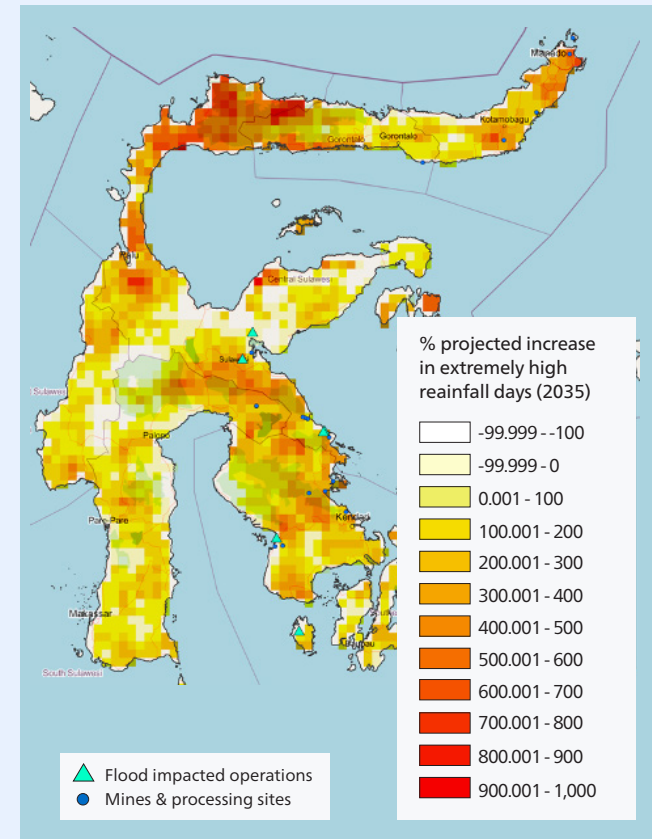 Manado
Kotamobagu
Gorontalo
Gorontalo
Palu
Central Sulawesi
Sulawesi
Palopo
Pare-Pare
Kendari
Makassar
South Sulawesi
% projected increase
in extremely high
reainfall days (2035)
-99.999 - -100
-99.999 - 0
0.001 - 100
100.001 - 200
200.001 - 300
300.001 - 400
400.001 - 500
500.001 - 600
600.001 - 700
700.001 - 800
800.001 - 900
900.001 - 1,000
Flood impacted operations
Mines & processing sites